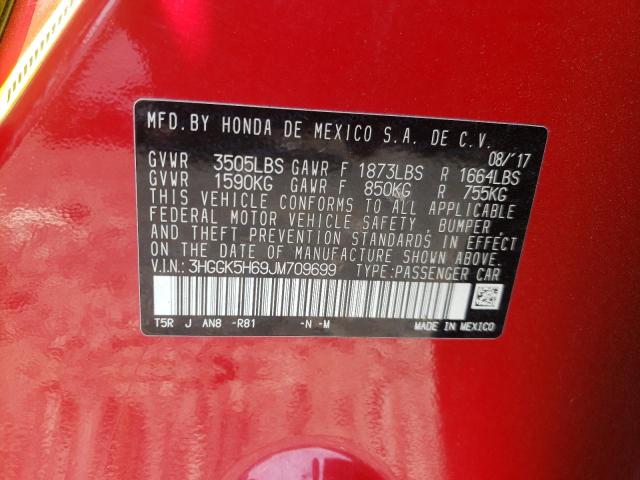 MFD.BY HONDA DE MEXICO S.A. DE C.V.
08/'17
GVWR 3505LBS GAWR F 1873LBS R 1664LBS
GVWR 1590KG GAWR F 850KG R 755KG
THIS VEHICLE CONFORMS TO ALL APPLICABLE
FEDERAL MOTOR VEHICLE SAFETY, BUMPER,
AND THEFT PREVENTION STANDARDS IN EFFECT
ON THE DATE OF MANUFACTURE SHOWN ABOVE.
V.I.N.: 3HGGK5H69JM709699 TYPE:PASSENGER CAR
T5R J AN8 -R81 -N -M
MADE IN MEXICO